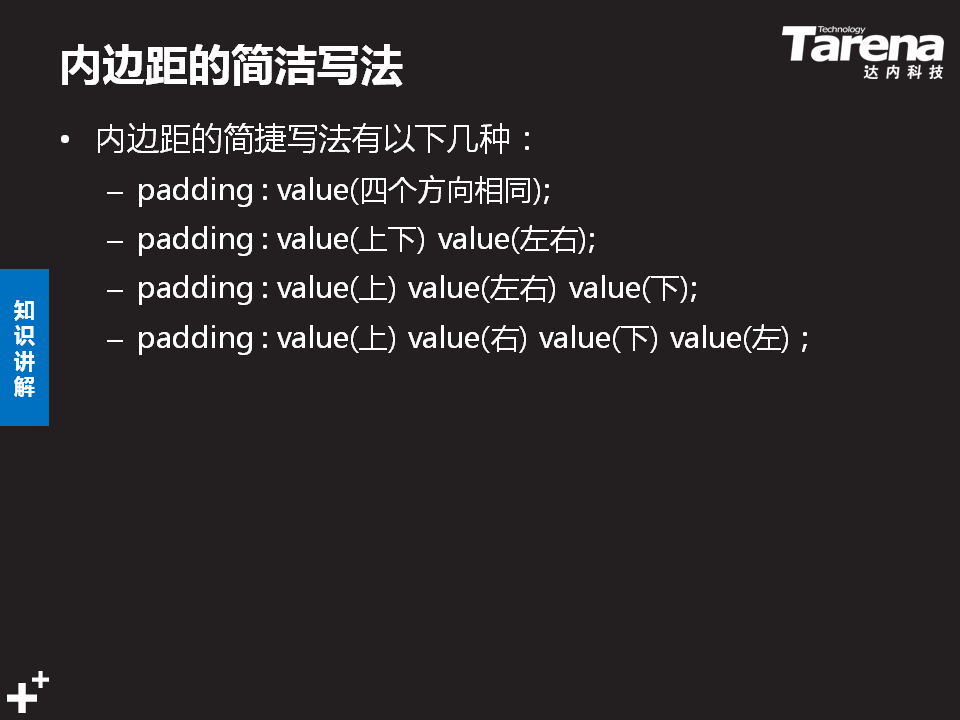 内边距的简洁写法
Technology
Tarena
达内科技
• 内边距的简捷写法有以下几种：
– padding : value(四个方向相同);
– padding : value(上下) value(左右);
– padding : value(上) value(左右) value(下);
– padding : value(上) value(右) value(下) value(左) ;
知识讲解